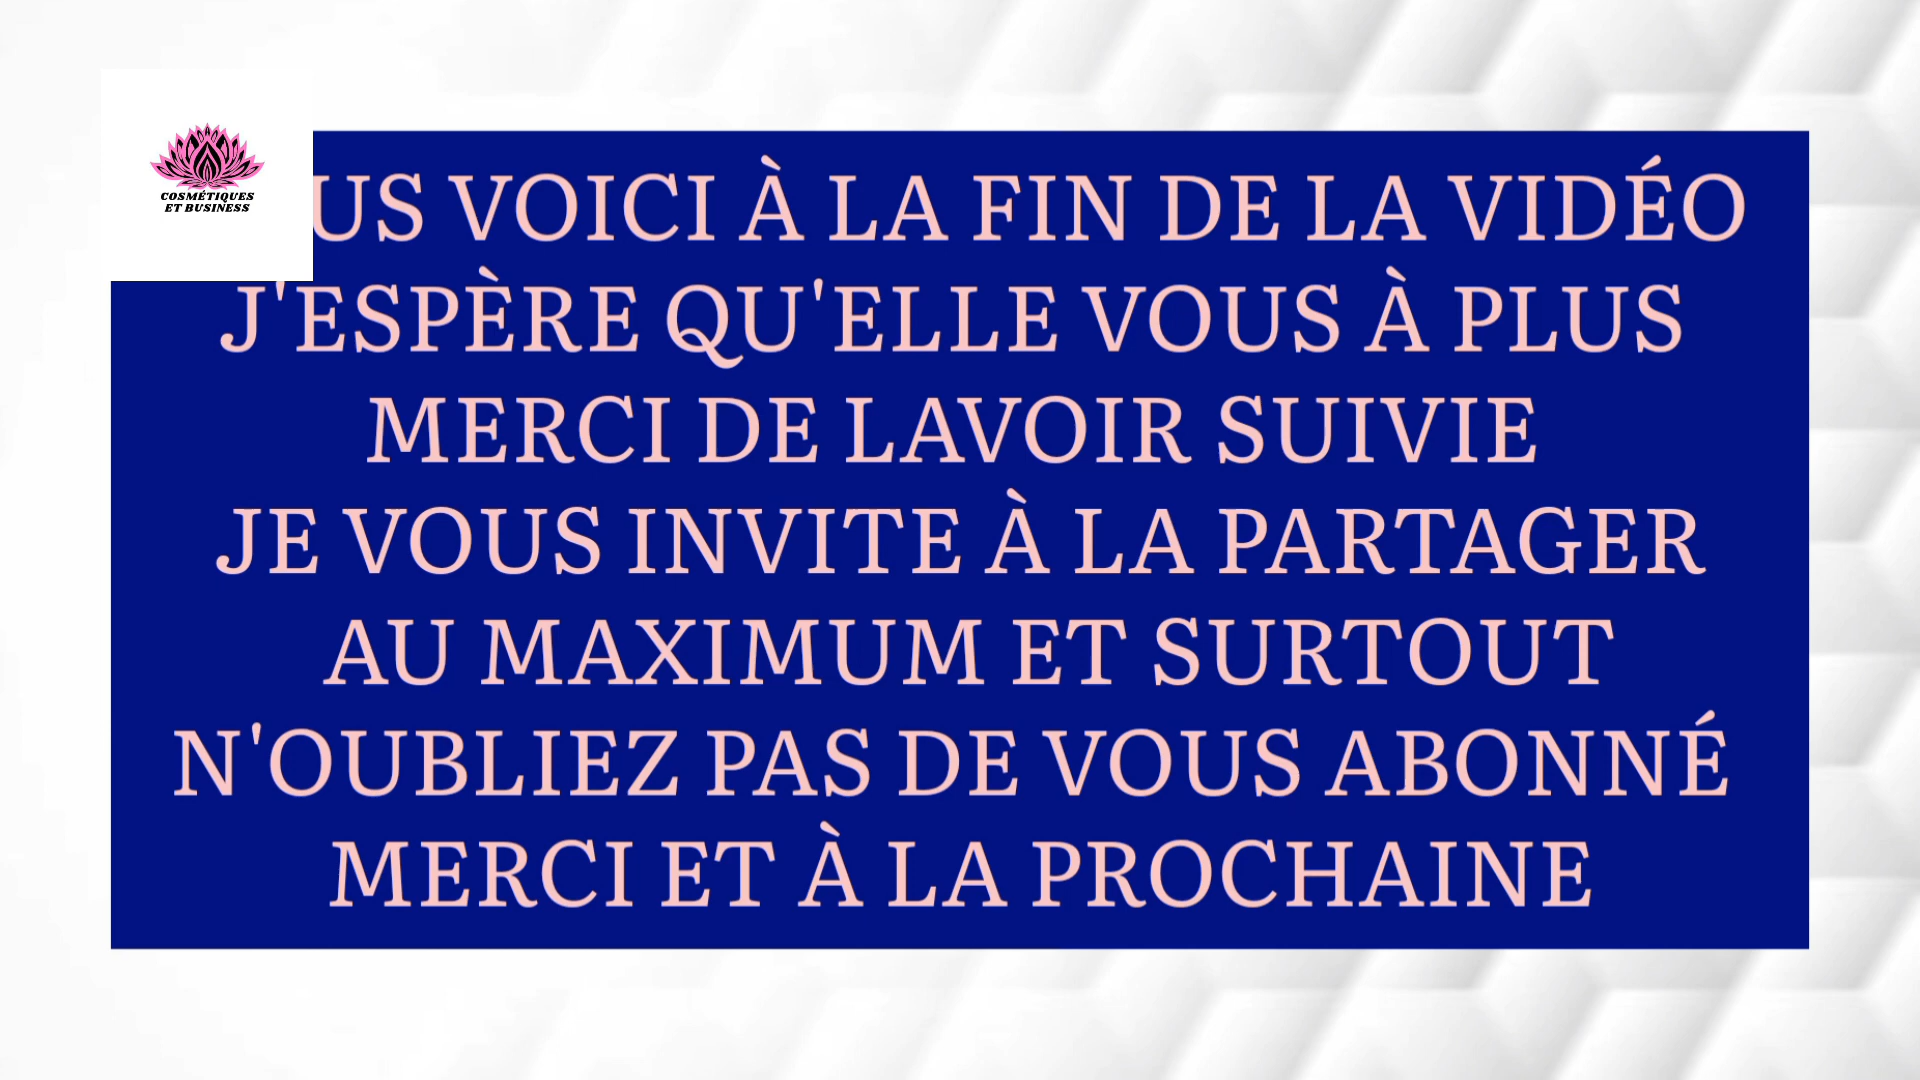 COSMÉTIQUES
ET BUSINESS
VOICI À LA FIN DE LA VIDÉO
J'ESPÈRE QU'ELLE VOUS À PLUS
MERCI DE LAVOIR SUIVIE
JE VOUS INVITE À LA PARTAGER
AU MAXIMUM ET SURTOUT
N'OUBLIEZ PAS DE VOUS ABONNÉ
MERCI ET À LA PROCHAINE